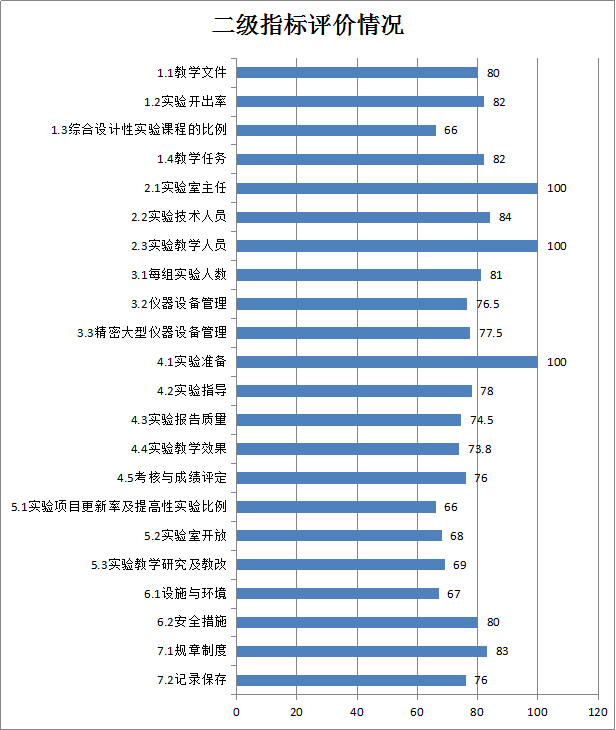 二级指标评价情况
1.1教学文件 80
1.2实验开出率 82
1.3综合设计性实验课程的比例 66
1.4教学任务 82
2.1实验室主任 100
2.2实验技术人员 84
2.3实验教学人员 100
3.1每组实验人数 81
3.2仪器设备管理 76.5
3.3精密大型仪器设备管理 77.5
4.1实验准备 100
4.2实验指导 78
4.3实验报告质量 74.5
4.4实验教学效果 73.8
4.5考核与成绩评定 76
5.1实验项目更新率及提高性实验比例 66
5.2实验室开放 68
5.3实验教学研究及教改 69
6.1设施与环境 67
6.2安全措施 80
7.1规章制度 83
7.2记录保存 76
0 20 40 60 80 100 120